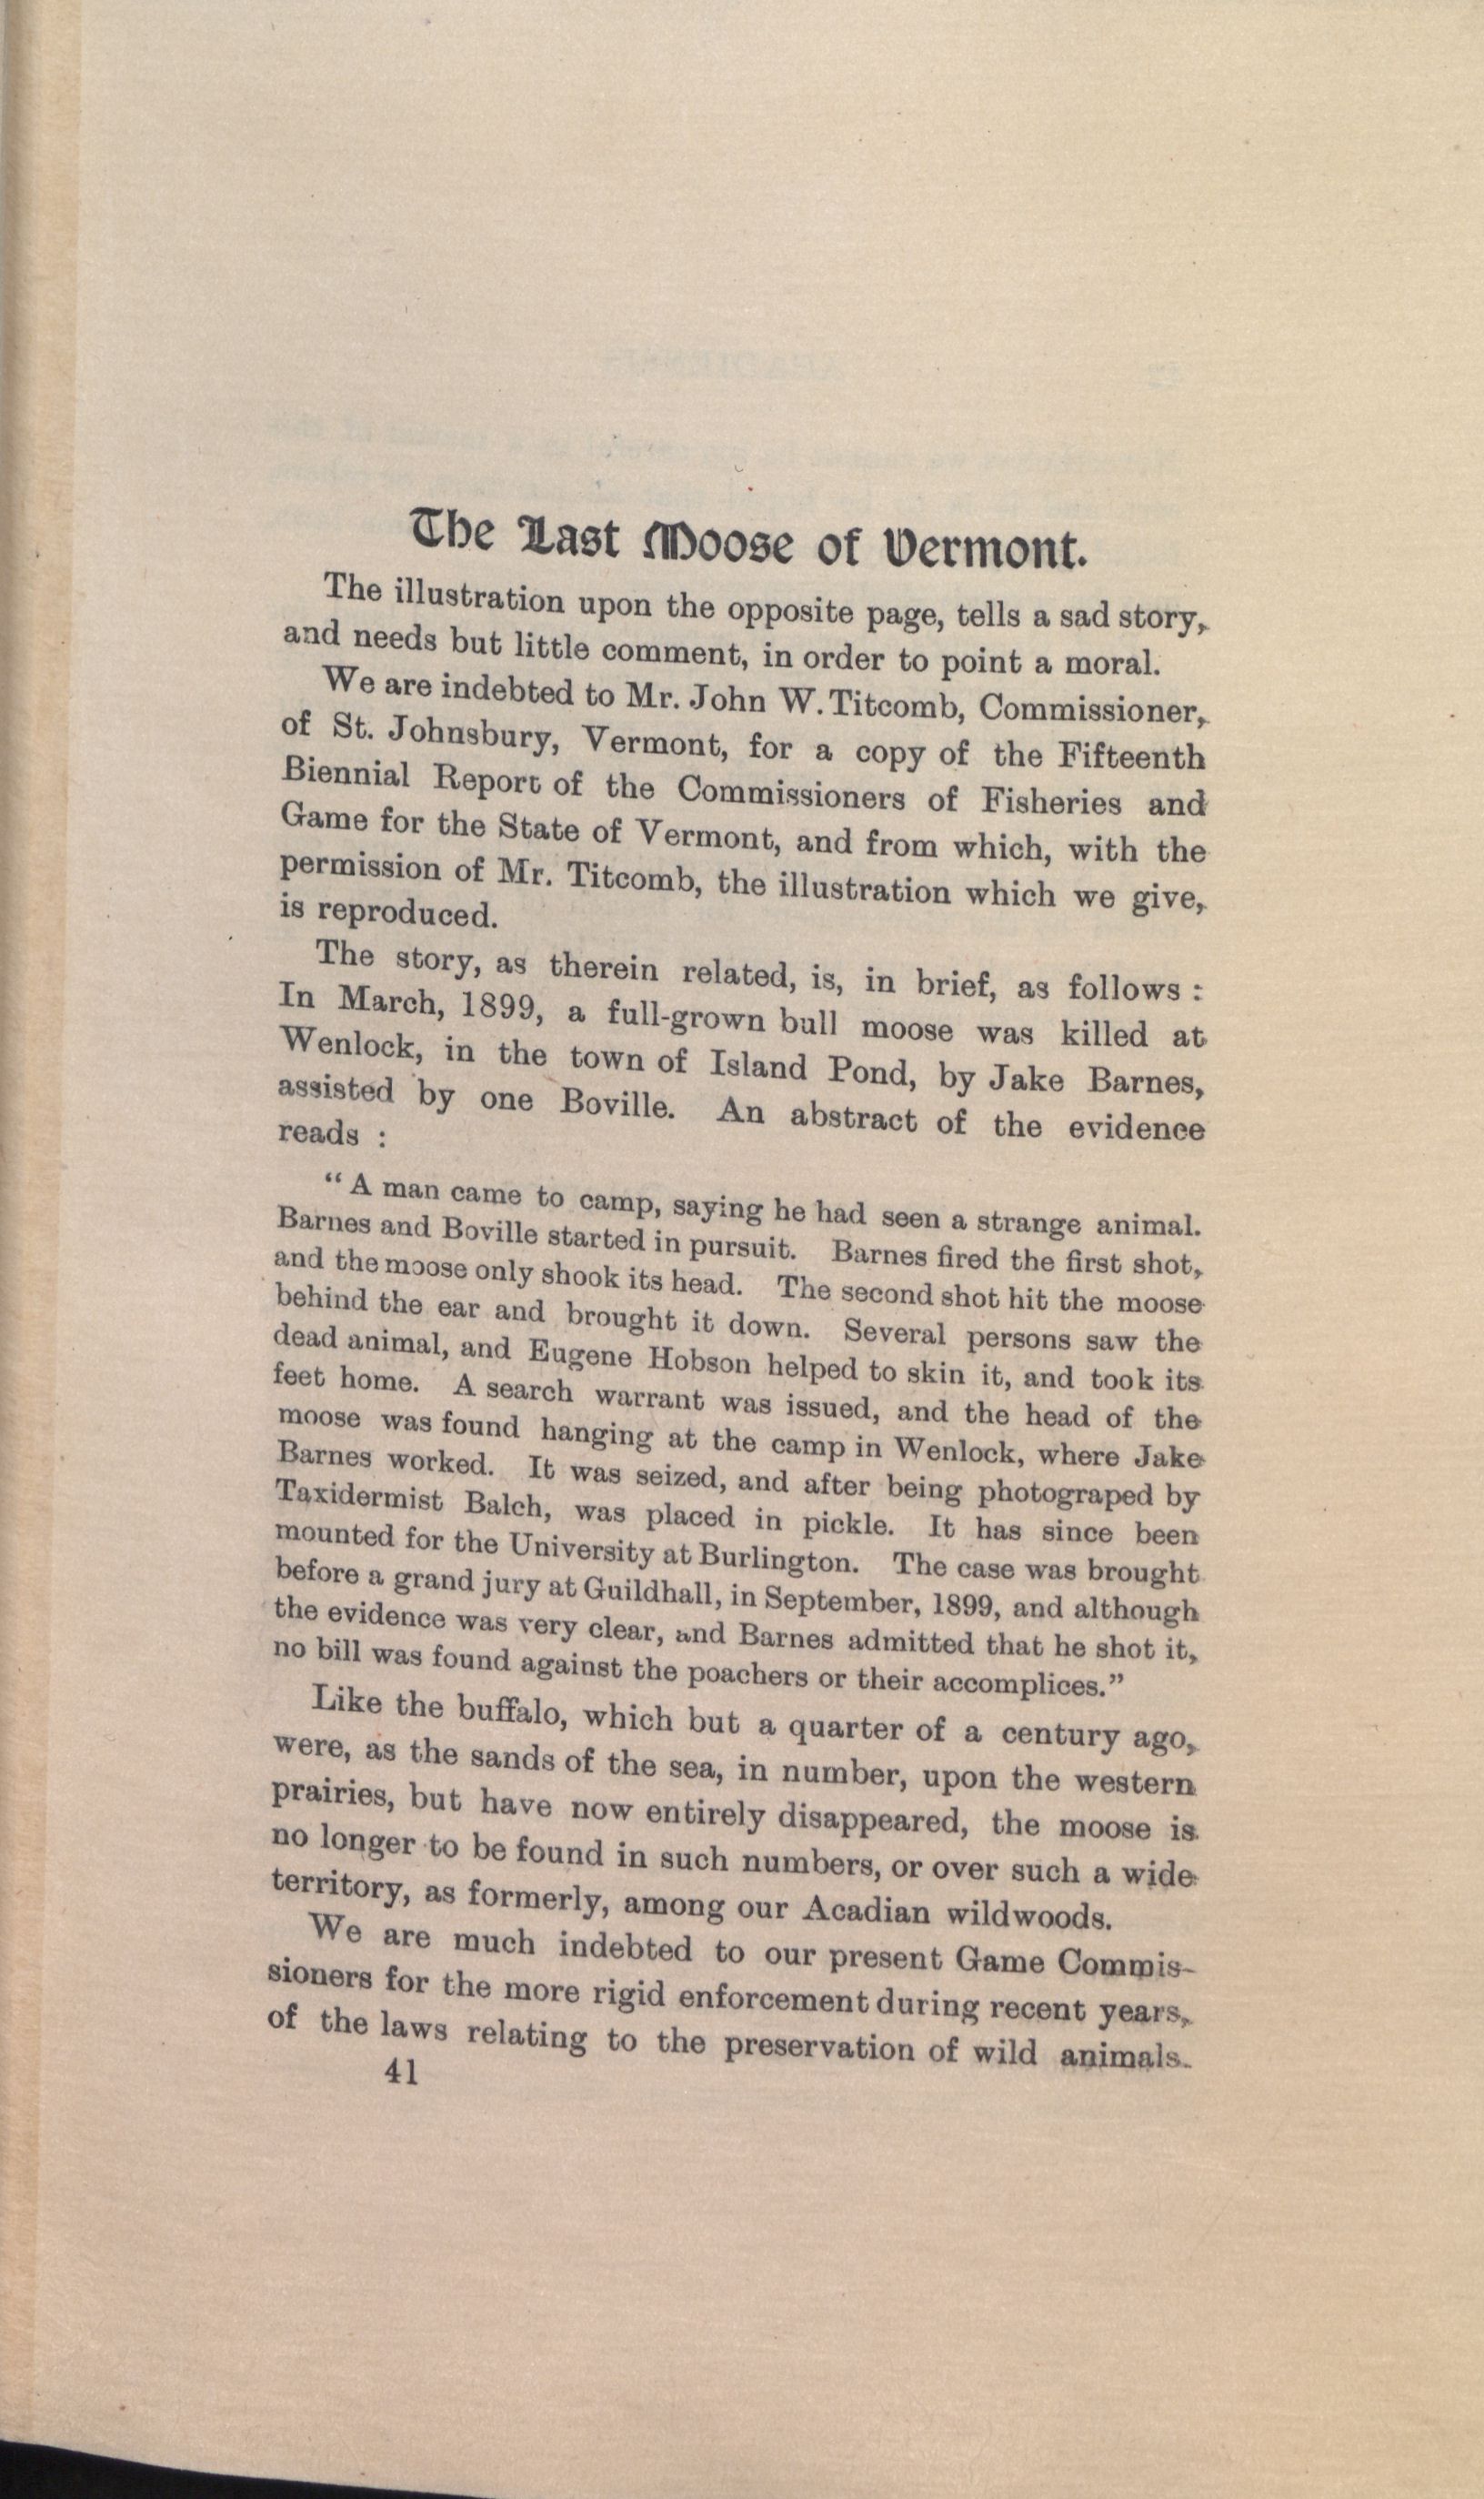 The Last Moose of Vermont.
The illustration upon the opposite page, tells a sad story,
and needs but little comment, in order to point a moral.
We are indebted to Mr. John W. Titcomb, Commissioner,
of St. Johnsbury, Vermont, for a copy of the Fifteenth
Biennial Report of the Commissioners of Fisheries and
Game for the State of Vermont, and from which, with the
permission of Mr. Titcomb, the illustration which we give,
is reproduced.
The story, as therein related, is, in brief, as follows :
In March, 1899, a full-grown bull moose was killed at
Wenlock, in the town of Island Pond, by Jake Barnes,
assisted by one Boville. An abstract of the evidence
reads :
“ A man came to camp, saying he had seen a strange animal.
Barnes and Boville started in pursuit. Barnes fired the first shot,
and the moose only shook its head. The second shot hit the moose
behind the ear and brought it down. Several persons saw the
dead animal, and Eugene Hobson helped to skin it, and took its
feet home. A search warrant was issued, and the head of the
moose was found hanging at the camp in Wenlock, where Jake
Barnes worked. It was seized, and after being photograped by
Taxidermist Balch, was placed in pickle. It has since been
mounted for the University at Burlington. The case was brought
before a grand jury at Guildhall, in September, 1899, and although
the evidence was very clear, and Barnes admitted that he shot it,
no bill was found against the poachers or their accomplices.”
Like the buffalo, which but a quarter of a century ago,
were, as the sands of the sea, in number, upon the western
prairies, but have now entirely disappeared, the moose is
no longer to be found in such numbers, or over such a wide
territory, as formerly, among our Acadian wildwoods.
We are much indebted to our present Game Commis-
sioners for the more rigid enforcement during recent years,
of the laws relating to the preservation of wild animals.
41